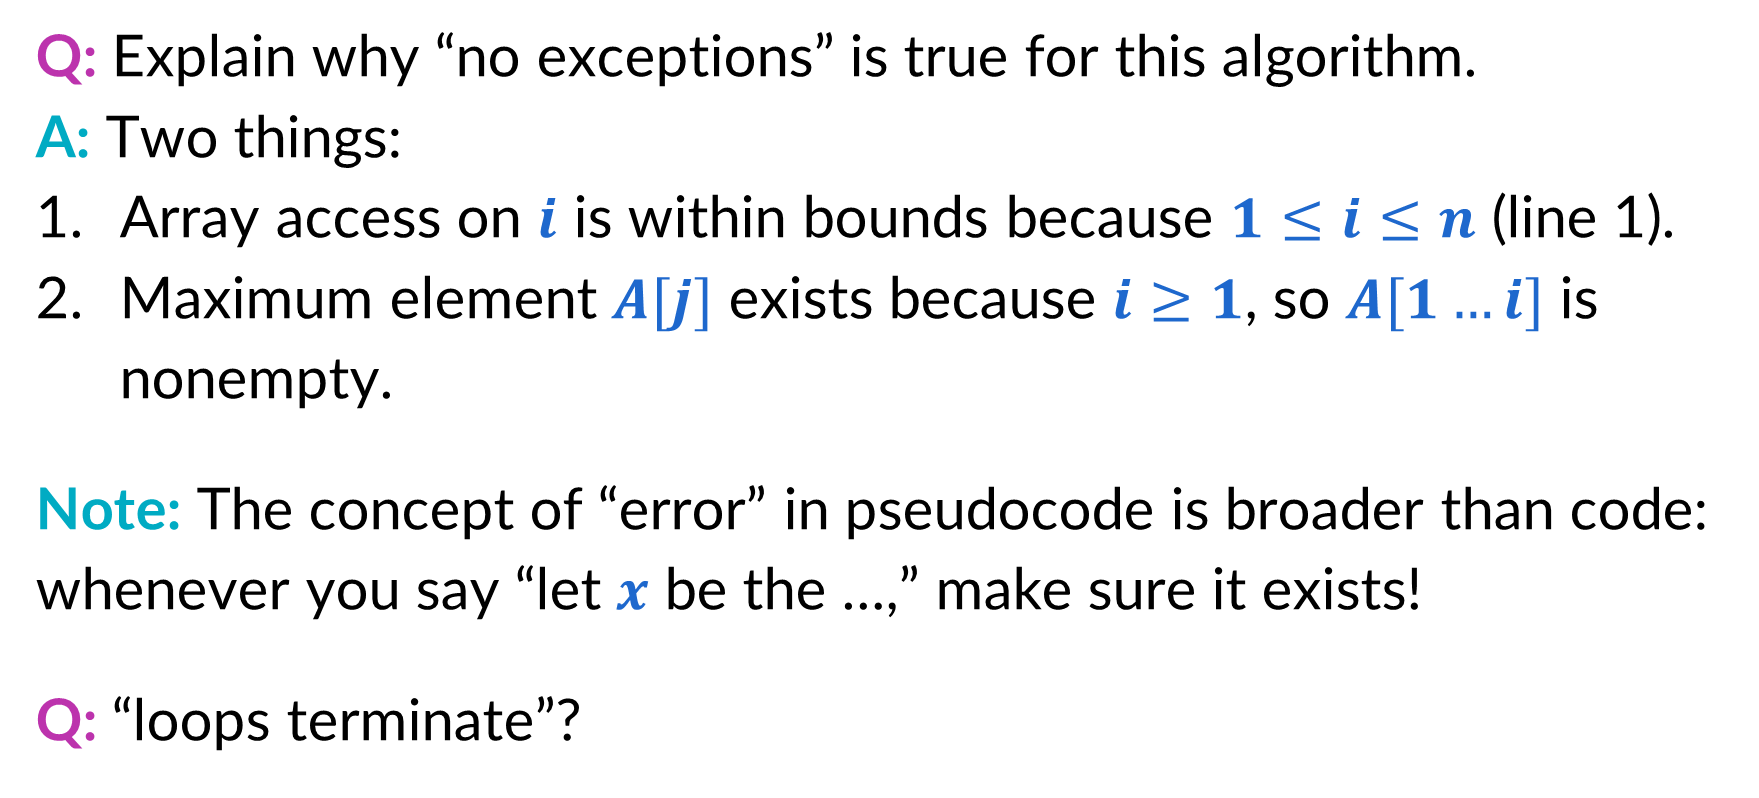 Q: Explain why “no exceptions” is true for this algorithm.
A: Two things:
1. Array access on i is within bounds because 1 ≤ i ≤ n (line 1).
2. Maximum element A[j] exists because i ≥ 1, so A[1 ... i] is
nonempty.
Note: The concept of “error” in pseudocode is broader than code:
whenever you say “let x be the ...,” make sure it exists!
Q: “loops terminate”?